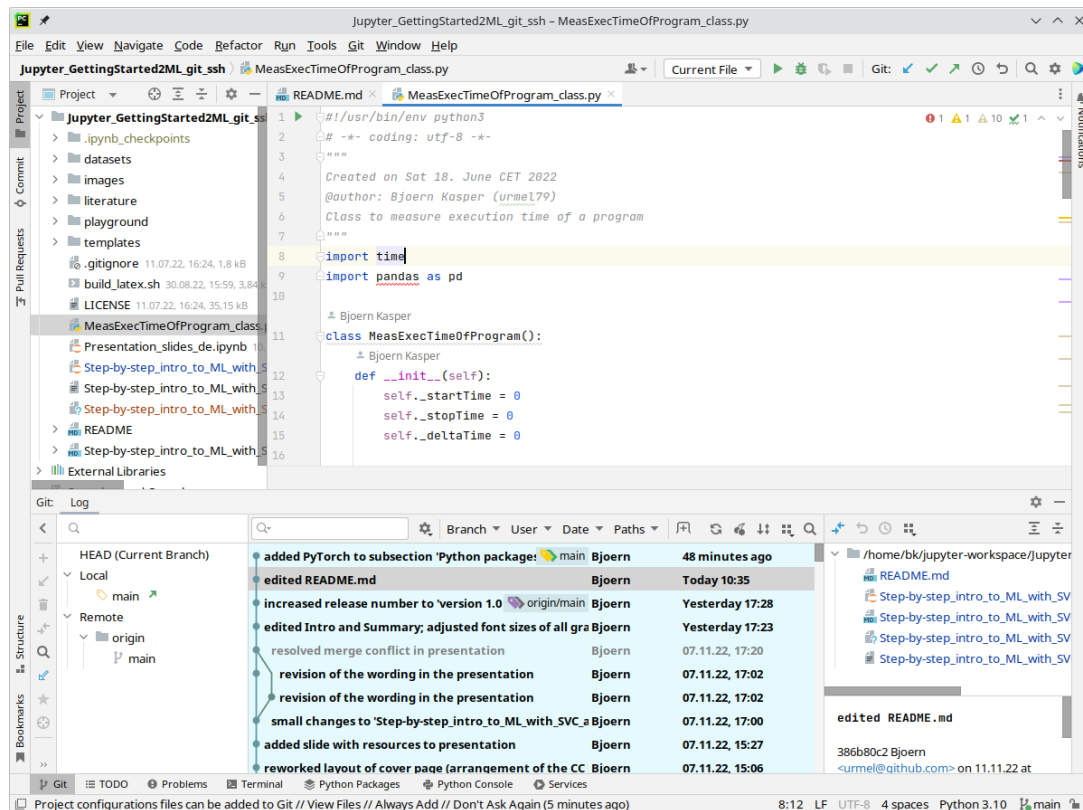 Jupyter_GettingStarted2ML_git_ssh – MeasExecTimeOfProgram_class.py
File Edit View Navigate Code Refactor Run Tools Git Window Help
Jupyter_GettingStarted2ML_git_ssh MeasExecTimeOfProgram_class.py Current File Git:
Project README.md MeasExecTimeOfProgram_class.py
Project
Commit
Pull Requests
Structure
Bookmarks
Notifications
Jupyter_GettingStarted2ML_git_ss
.ipynb_checkpoints
datasets
images
literature
playground
templates
.gitignore 11.07.22, 16:24, 1,8 kB
build_latex.sh 30.08.22, 15:59, 3,84
LICENSE 11.07.22, 16:24, 35,15 kB
MeasExecTimeOfProgram_class.
Presentation_slides_de.ipynb 10
Step-by-step_intro_to_ML_with_S
Step-by-step_intro_to_ML_with_S
Step-by-step_intro_to_ML_with_S
README
Step-by-step_intro_to_ML_with_S
External Libraries
1 #!/usr/bin/env python3
2 # -*- coding: utf-8 -*-
3 """
4 Created on Sat 18. June CET 2022
5 @author: Bjoern Kasper (urmel79)
6 Class to measure execution time of a program
7 """
8 import time
9 import pandas as pd
10
Bjoern Kasper
11 class MeasExecTimeOfProgram():
Bjoern Kasper
12 def __init__(self):
13 self._startTime = 0
14 self._stopTime = 0
15 self._deltaTime = 0
16
1 1 10 1
Git: Log
Branch User Date Paths
HEAD (Current Branch)
Local
main
Remote
origin
main
added PyTorch to subsection 'Python packages main Bjoern 48 minutes ago
edited README.md Bjoern Today 10:35
increased release number to 'version 1.0 origin/main Bjoern Yesterday 17:28
edited Intro and Summary; adjusted font sizes of all gra Bjoern Yesterday 17:23
resolved merge conflict in presentation Bjoern 07.11.22, 17:20
revision of the wording in the presentation Bjoern 07.11.22, 17:02
revision of the wording in the presentation Bjoern 07.11.22, 17:02
small changes to 'Step-by-step_intro_to_ML_with_SVC_a Bjoern 07.11.22, 17:00
added slide with resources to presentation Bjoern 07.11.22, 15:27
reworked layout of cover page (arrangement of the CC Bjoern 07.11.22, 15:06
/home/bk/jupyter-workspace/Jupyter
README.md
Step-by-step_intro_to_ML_with_SV
Step-by-step_intro_to_ML_with_SV
Step-by-step_intro_to_ML_with_SV
Step-by-step_intro_to_ML_with_SV
edited README.md
386b80c2 Bjoern
<urmel@github.com> on 11.11.22 at
Git TODO Problems Terminal Python Packages Python Console Services
Project configurations files can be added to Git // View Files // Always Add // Don't Ask Again (5 minutes ago) 8:12 LF UTF-8 4 spaces Python 3.10 main